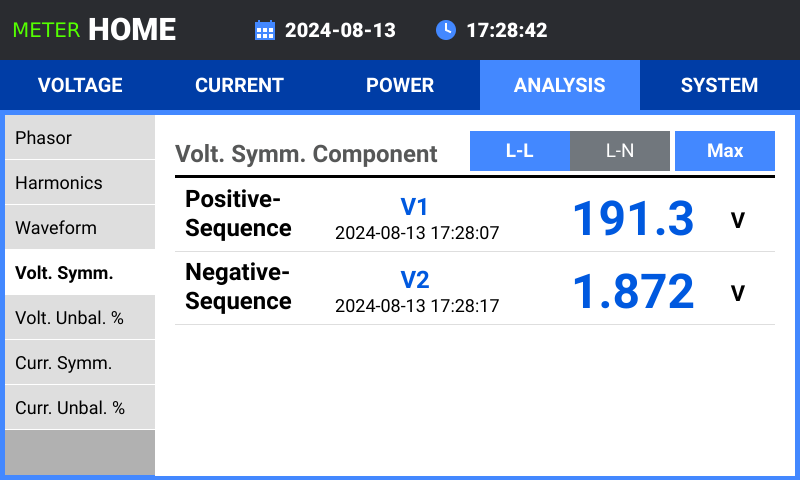 METER HOME 2024-08-13 17:28:42
VOLTAGE CURRENT POWER ANALYSIS SYSTEM
Phasor
Harmonics
Waveform
Volt. Symm.
Volt. Unbal. %
Curr. Symm.
Curr. Unbal. %
Volt. Symm. Component L-L L-N Max
Positive-
Sequence
V1
2024-08-13 17:28:07
191.3 V
Negative-
Sequence
V2
2024-08-13 17:28:17
1.872 V